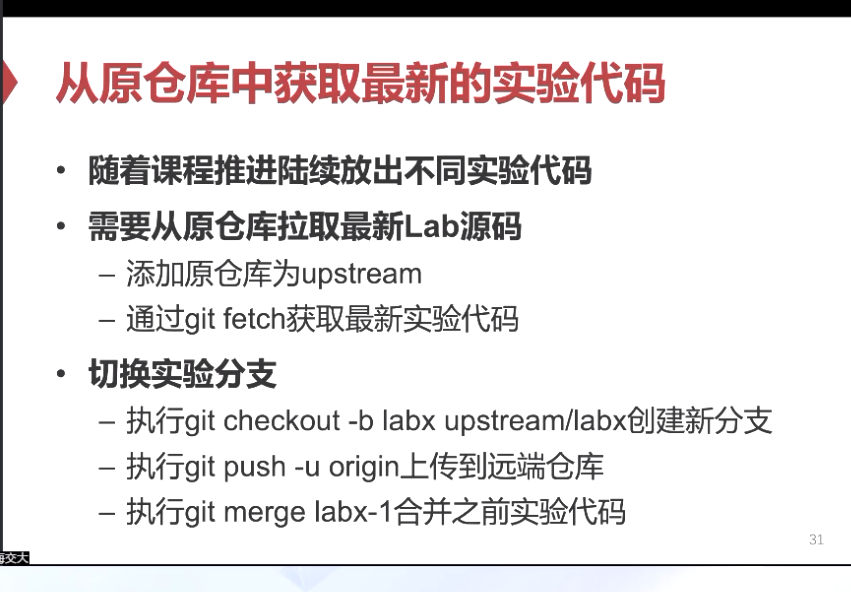 从原仓库中获取最新的实验代码
• 随着课程推进陆续放出不同实验代码
• 需要从原仓库拉取最新Lab源码
– 添加原仓库为upstream
– 通过git fetch获取最新实验代码
• 切换实验分支
– 执行git checkout -b labx upstream/labx创建新分支
– 执行git push -u origin上传到远端仓库
– 执行git merge labx-1合并之前实验代码
31
交大